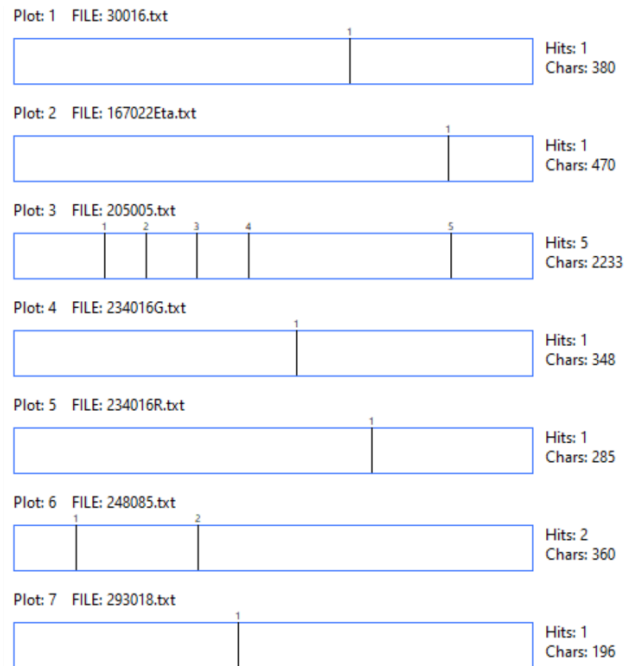 Plot: 1 FILE: 30016.txt
1
Hits: 1
Chars: 380
Plot: 2 FILE: 167022Eta.txt
1
Hits: 1
Chars: 470
Plot: 3 FILE: 205005.txt
1 2 3 4 5
Hits: 5
Chars: 2233
Plot: 4 FILE: 234016G.txt
1
Hits: 1
Chars: 348
Plot: 5 FILE: 234016R.txt
1
Hits: 1
Chars: 285
Plot: 6 FILE: 248085.txt
1 2
Hits: 2
Chars: 360
Plot: 7 FILE: 293018.txt
1
Hits: 1
Chars: 196